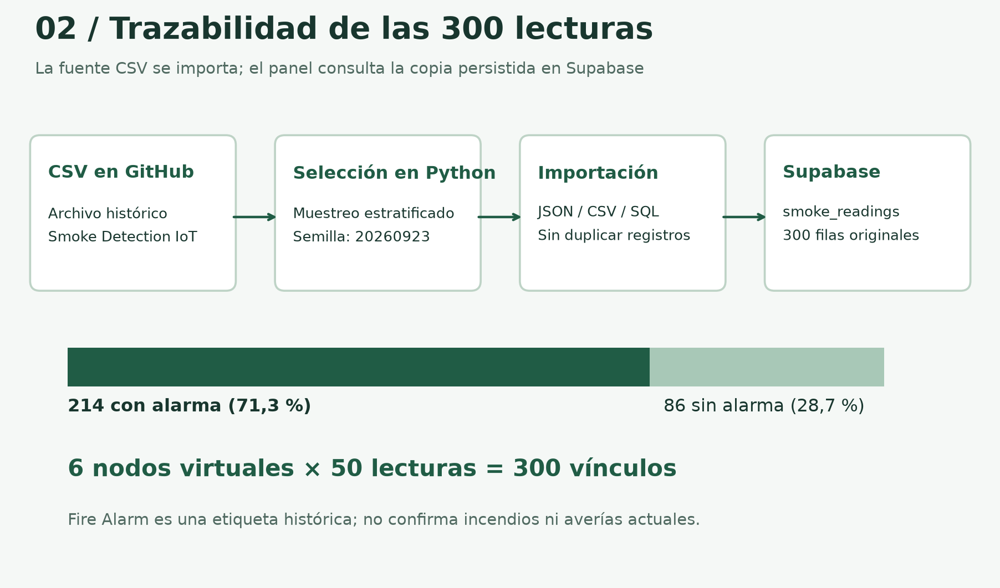 02 / Trazabilidad de las 300 lecturas
La fuente CSV se importa; el panel consulta la copia persistida en Supabase
CSV en GitHub
Archivo histórico
Smoke Detection IoT
Selección en Python
Muestreo estratificado
Semilla: 20260923
Importación
JSON / CSV / SQL
Sin duplicar registros
Supabase
smoke_readings
300 filas originales
214 con alarma (71,3 %)
86 sin alarma (28,7 %)
6 nodos virtuales × 50 lecturas = 300 vínculos
Fire Alarm es una etiqueta histórica; no confirma incendios ni averías actuales.